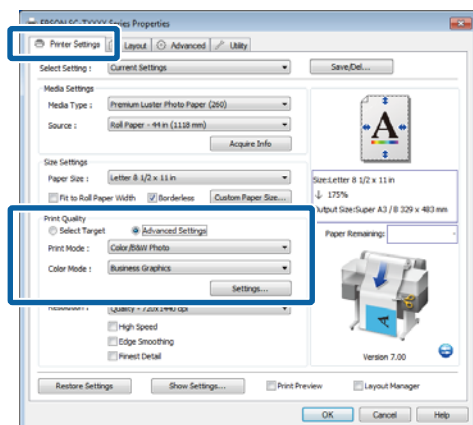 EPSON SC-TXXXX Series Properties
Printer Settings Layout Advanced Utility
Select Setting : Current Settings Save/Del...
Media Settings
Media Type : Premium Luster Photo Paper (260)
Source : Roll Paper - 44 in (1118 mm)
Acquire Info
Size Settings
Paper Size : Letter 8 1/2 x 11 in
Fit to Roll Paper Width Borderless Custom Paper Size...
Print Quality
Select Target Advanced Settings
Print Mode : Color/B&W Photo
Color Mode : Business Graphics
Settings...
Resolution : Quality - 720x1440 dpi
High Speed
Edge Smoothing
Finest Detail
A
Size:Letter 8 1/2 x 11 in
175%
Output Size:Super A3 / B 329 x 483 mm
Paper Remaining:
A
Version 7.00
Restore Settings Show Settings... Print Preview Layout Manager
OK Cancel Help